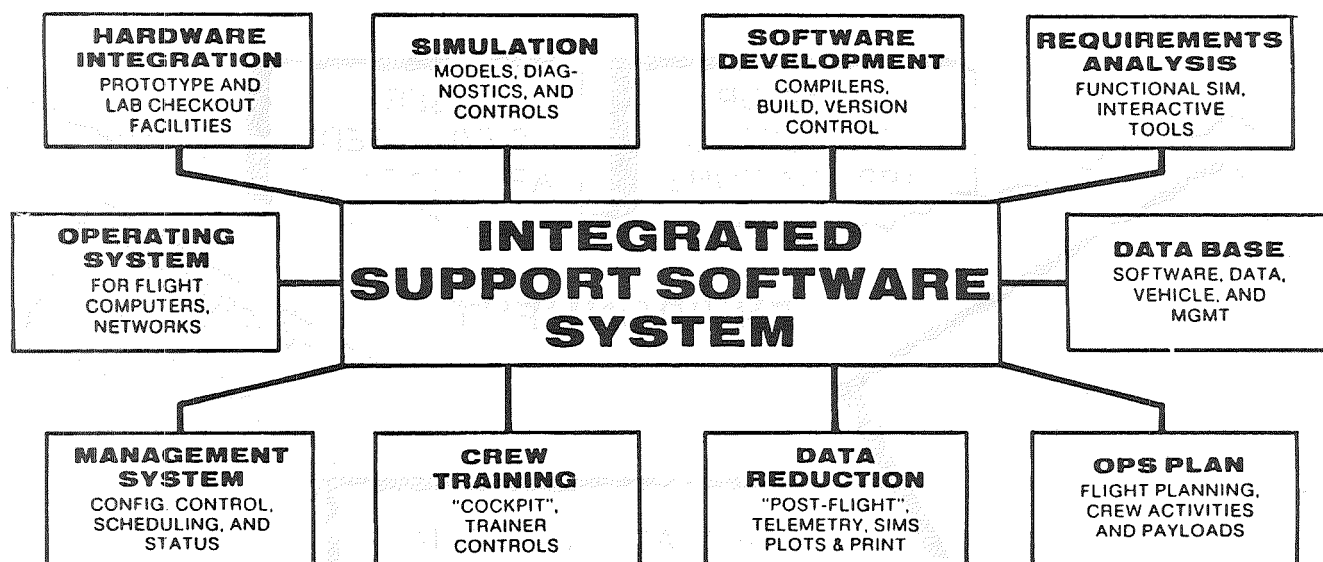 HARDWARE
INTEGRATION
PROTOTYPE AND
LAB CHECKOUT
FACILITIES
SIMULATION
MODELS, DIAG-
NOSTICS, AND
CONTROLS
SOFTWARE
DEVELOPMENT
COMPILERS,
BUILD, VERSION
CONTROL
REQUIREMENTS
ANALYSIS
FUNCTIONAL SIM,
INTERACTIVE
TOOLS
OPERATING
SYSTEM
FOR FLIGHT
COMPUTERS,
NETWORKS
INTEGRATED
SUPPORT SOFTWARE
SYSTEM
DATA BASE
SOFTWARE, DATA,
VEHICLE, AND
MGMT
MANAGEMENT
SYSTEM
CONFIG. CONTROL,
SCHEDULING, AND
STATUS
CREW
TRAINING
"COCKPIT",
TRAINER
CONTROLS
DATA
REDUCTION
"POST-FLIGHT",
TELEMETRY, SIMS
PLOTS & PRINT
OPS PLAN
FLIGHT PLANNING,
CREW ACTIVITIES
AND PAYLOADS